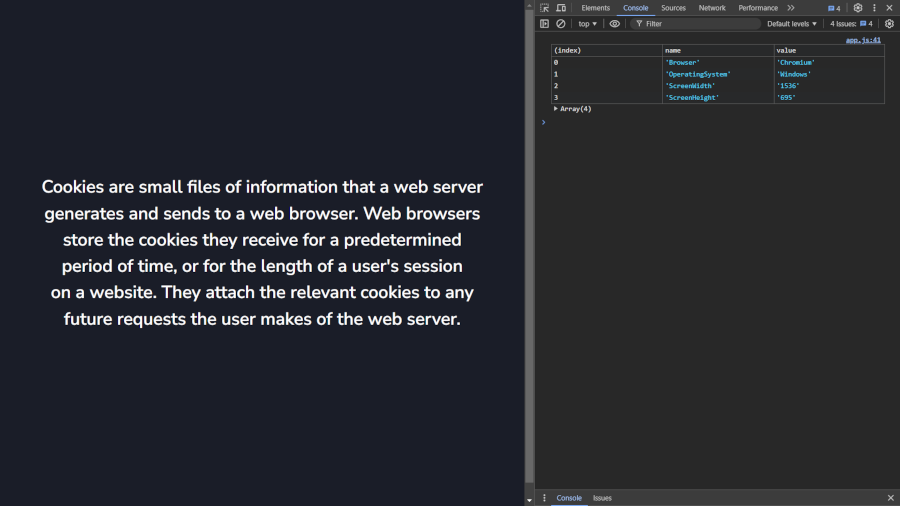 Cookies are small files of information that a web server
generates and sends to a web browser. Web browsers
store the cookies they receive for a predetermined
period of time, or for the length of a user's session
on a website. They attach the relevant cookies to any
future requests the user makes of the web server.
Elements Console Sources Network Performance 4
top Filter Default levels 4 Issues: 4
app.js:41
(index) name value
0 'Browser' 'Chromium'
1 'OperatingSystem' 'Windows'
2 'ScreenWidth' '1536'
3 'ScreenHeight' '695'
Array(4)
Console Issues